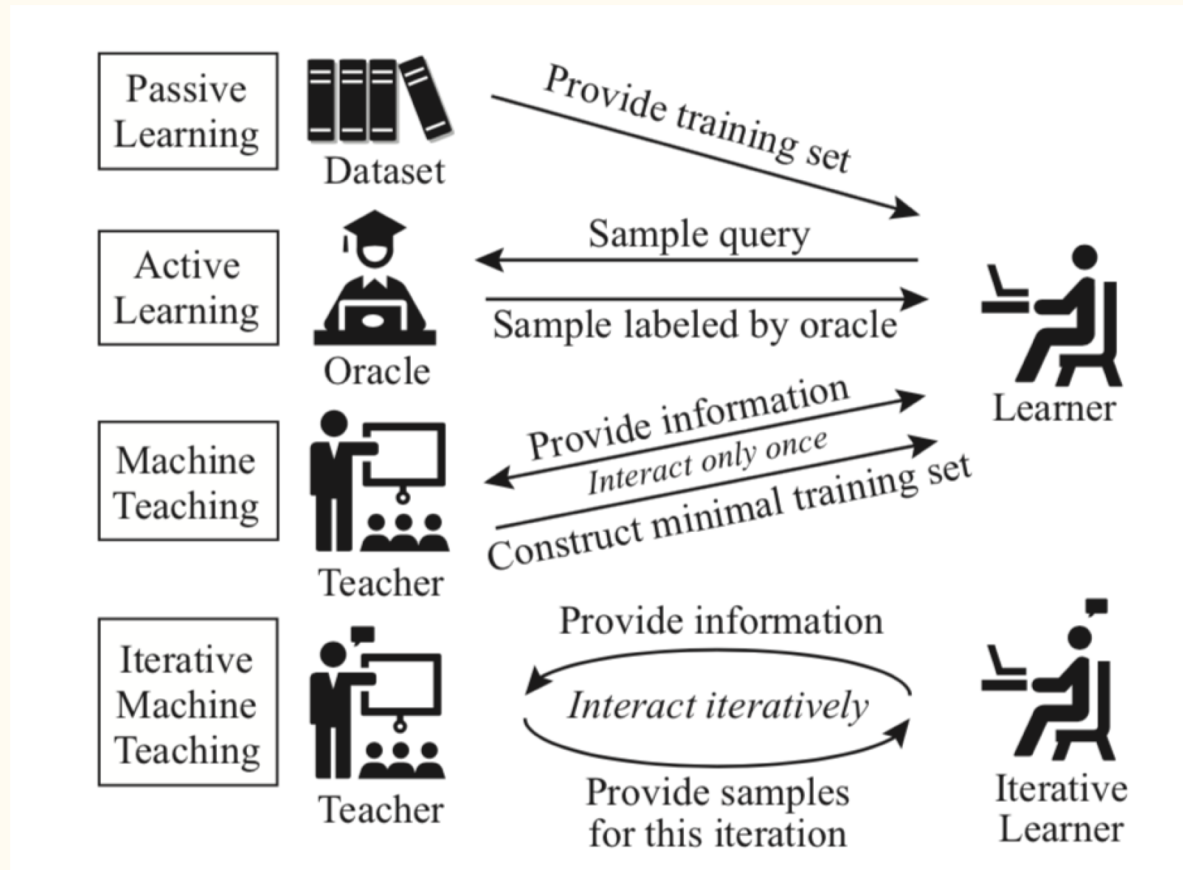 Passive
Learning
Dataset
Provide training set
Active
Learning
Oracle
Sample query
Sample labeled by oracle
Learner
Machine
Teaching
Teacher
Provide information
Interact only once
Construct minimal training set
Iterative
Machine
Teaching
Teacher
Provide information
Interact iteratively
Provide samples
for this iteration
Iterative
Learner